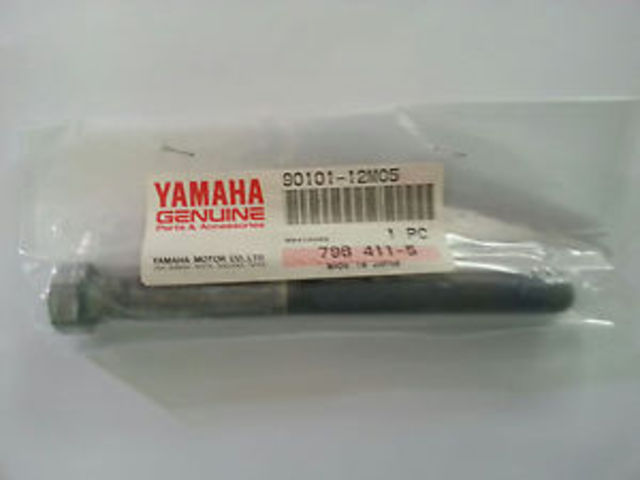 YAMAHA
GENUINE
Parts & Accessories
YAMAHA MOTOR CO., LTD.
90101-12M05
1 PC
798 411-5
MADE IN JAPAN